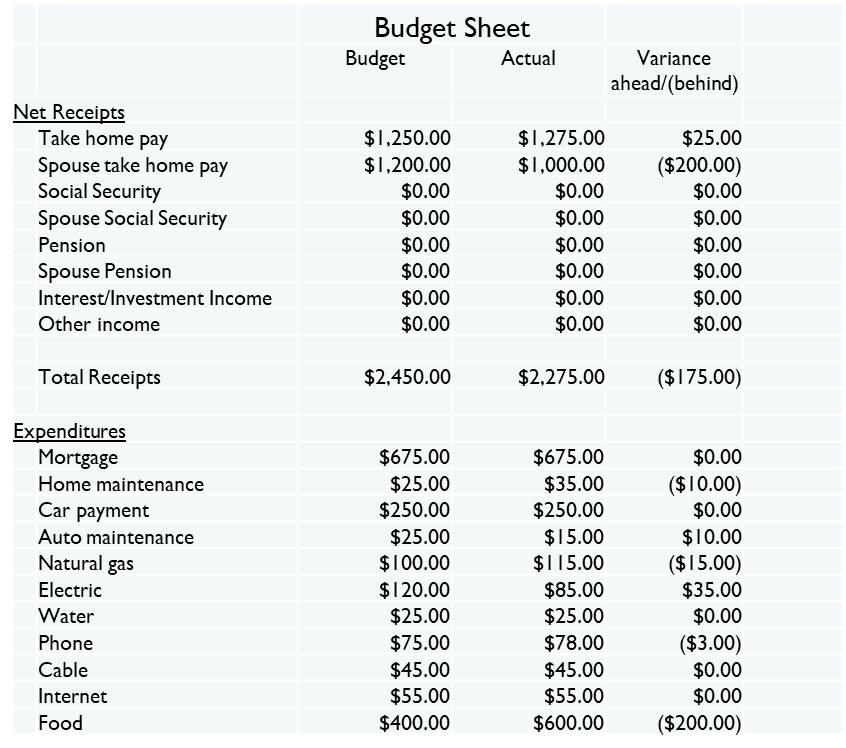 Budget Sheet
Budget Actual Variance
ahead/(behind)
Net Receipts
Take home pay $1,250.00 $1,275.00 $25.00
Spouse take home pay $1,200.00 $1,000.00 ($200.00)
Social Security $0.00 $0.00 $0.00
Spouse Social Security $0.00 $0.00 $0.00
Pension $0.00 $0.00 $0.00
Spouse Pension $0.00 $0.00 $0.00
Interest/Investment Income $0.00 $0.00 $0.00
Other income $0.00 $0.00 $0.00
Total Receipts $2,450.00 $2,275.00 ($175.00)
Expenditures
Mortgage $675.00 $675.00 $0.00
Home maintenance $25.00 $35.00 ($10.00)
Car payment $250.00 $250.00 $0.00
Auto maintenance $25.00 $15.00 $10.00
Natural gas $100.00 $115.00 ($15.00)
Electric $120.00 $85.00 $35.00
Water $25.00 $25.00 $0.00
Phone $75.00 $78.00 ($3.00)
Cable $45.00 $45.00 $0.00
Internet $55.00 $55.00 $0.00
Food $400.00 $600.00 ($200.00)